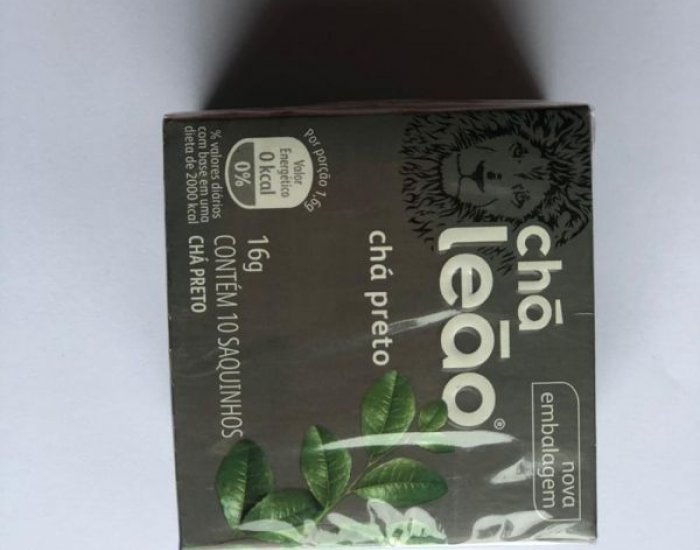 chá
leão®
nova
embalagem
chá preto
por porção 1,6g
Valor
Energético
0 kcal
0%
% valores diários
com base em uma
dieta de 2000 kcal
16g
CONTÉM 10 SAQUINHOS
CHÁ PRETO